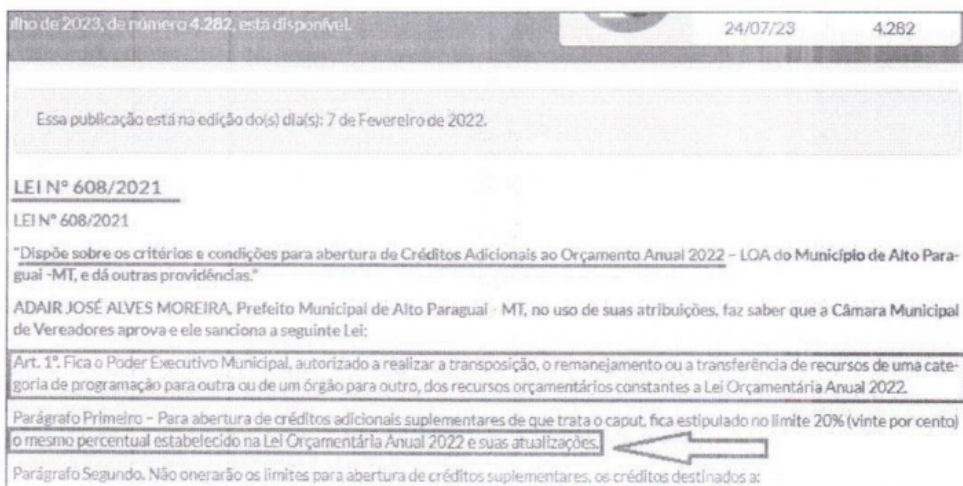 ulho de 2023, de número 4.282, está disponível.
24/07/23 4.282
Essa publicação está na edição do(s) dia(s): 7 de Fevereiro de 2022.
LEI N° 608/2021
LEI N° 608/2021
"Dispõe sobre os critérios e condições para abertura de Créditos Adicionais ao Orçamento Anual 2022 – LOA do Município de Alto Para-
guai -MT, e dá outras providências."
ADAIR JOSÉ ALVES MOREIRA, Prefeito Municipal de Alto Paraguai - MT, no uso de suas atribuições, faz saber que a Câmara Municipal
de Vereadores aprova e ele sanciona a seguinte Lei:
Art. 1°. Fica o Poder Executivo Municipal, autorizado a realizar a transposição, o remanejamento ou a transferência de recursos de uma cate-
goria de programação para outra ou de um órgão para outro, dos recursos orçamentários constantes a Lei Orçamentária Anual 2022.
Parágrafo Primeiro – Para abertura de créditos adicionais suplementares de que trata o caput, fica estipulado no limite 20% (vinte por cento)
o mesmo percentual estabelecido na Lei Orçamentária Anual 2022 e suas atualizações.
Parágrafo Segundo. Não onerarão os limites para abertura de créditos suplementares, os créditos destinados a: